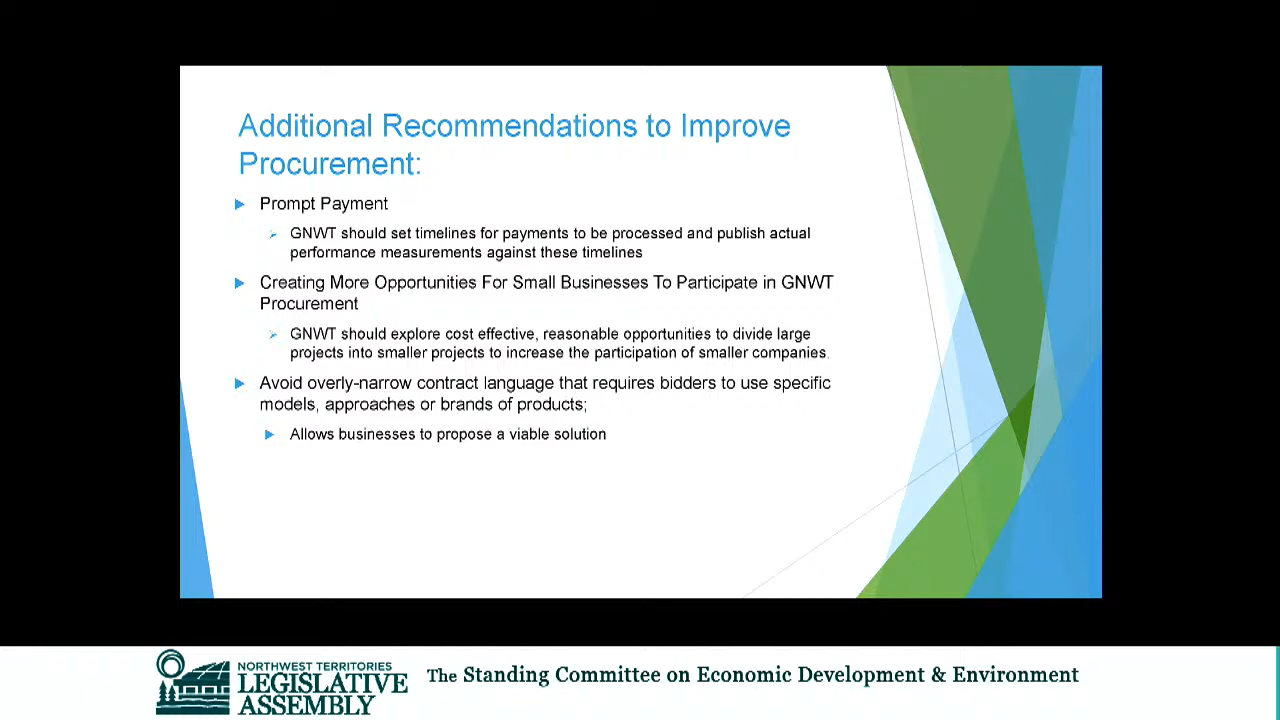 Additional Recommendations to Improve
Procurement:
Prompt Payment
GNWT should set timelines for payments to be processed and publish actual
performance measurements against these timelines
Creating More Opportunities For Small Businesses To Participate in GNWT
Procurement
GNWT should explore cost effective, reasonable opportunities to divide large
projects into smaller projects to increase the participation of smaller companies.
Avoid overly-narrow contract language that requires bidders to use specific
models, approaches or brands of products;
Allows businesses to propose a viable solution
NORTHWEST TERRITORIES
LEGISLATIVE
ASSEMBLY
The Standing Committee on Economic Development & Environment